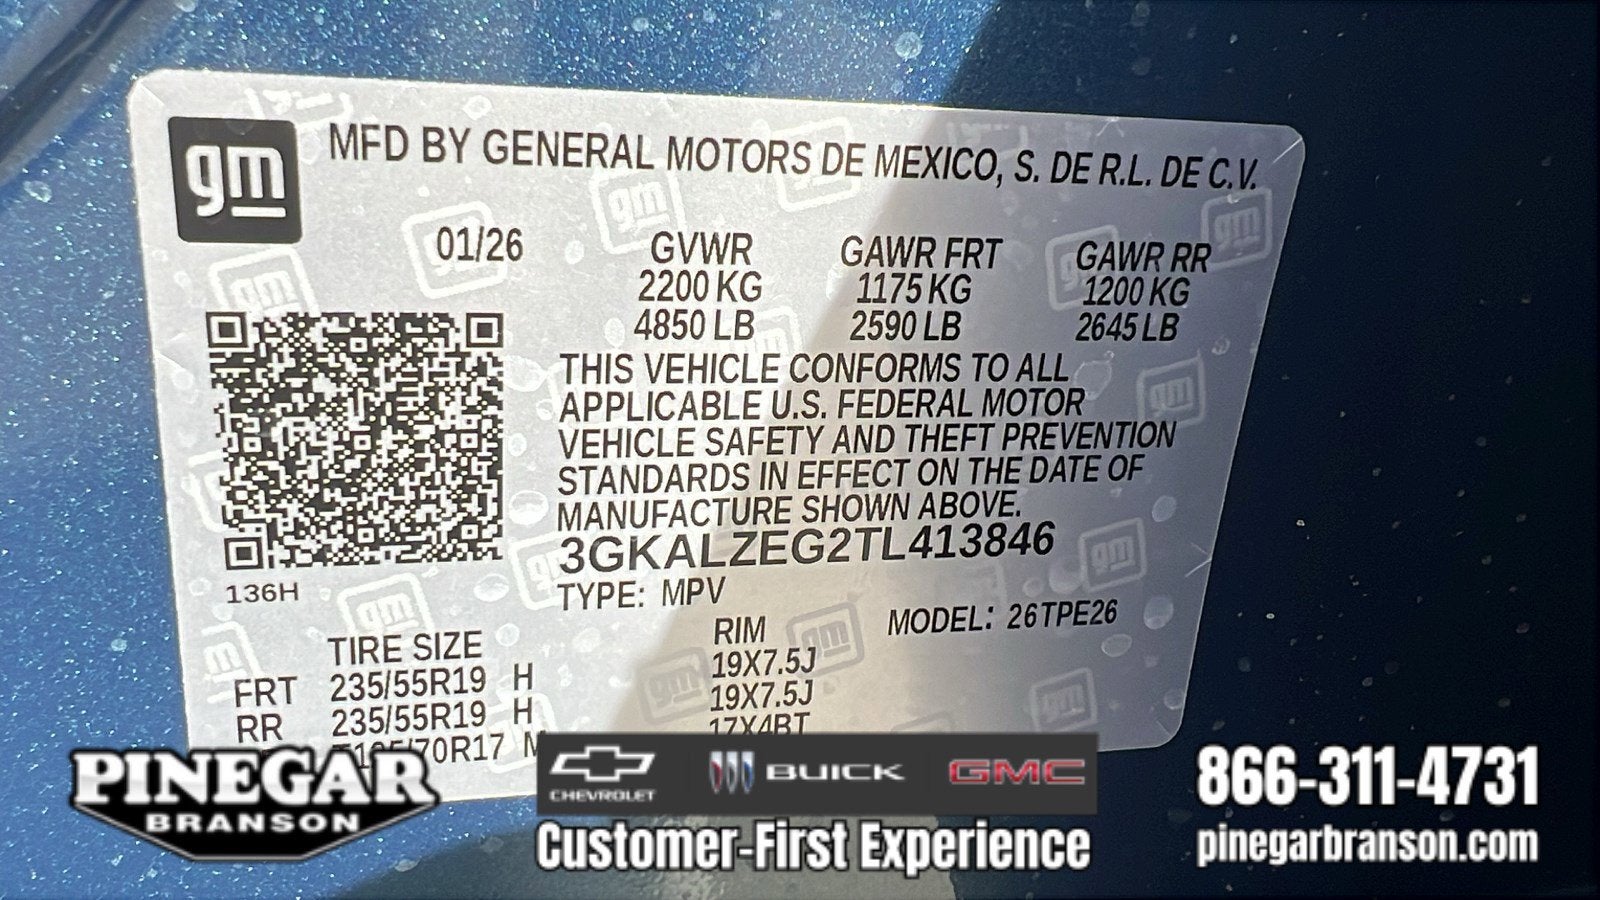 gm
MFD BY GENERAL MOTORS DE MEXICO, S. DE R.L. DE C.V.
01/26 GVWR GAWR FRT GAWR RR
2200 KG 1175 KG 1200 KG
4850 LB 2590 LB 2645 LB
THIS VEHICLE CONFORMS TO ALL
APPLICABLE U.S. FEDERAL MOTOR
VEHICLE SAFETY AND THEFT PREVENTION
STANDARDS IN EFFECT ON THE DATE OF
MANUFACTURE SHOWN ABOVE.
3GKALZEG2TL413846
136H
TYPE: MPV
MODEL: 26TPE26
TIRE SIZE RIM
FRT 235/55R19 H 19X7.5J
RR 235/55R19 H 19X7.5J
/70R17 M 17X4BT
PINEGAR
BRANSON
CHEVROLET BUICK GMC
Customer-First Experience
866-311-4731
pinegarbranson.com